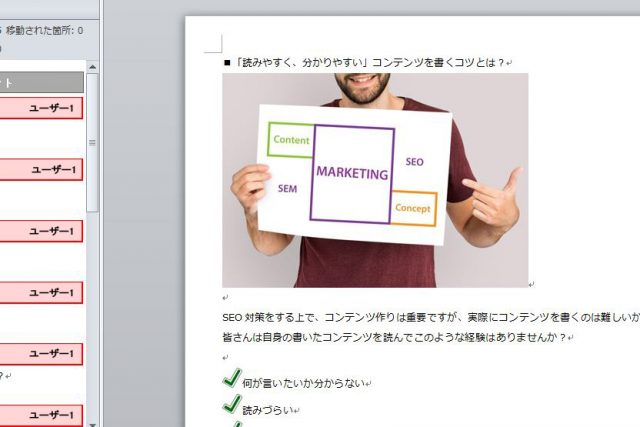 移動された箇所: 0
ユーザー1
ユーザー1
ユーザー1
ユーザー1
ユーザー1
ユーザー1
■「読みやすく、分かりやすい」コンテンツを書くコツとは？
Content
MARKETING
SEO
SEM
Concept
SEO 対策をする上で、コンテンツ作りは重要ですが、実際にコンテンツを書くのは難しいか
皆さんは自身の書いたコンテンツを読んでこのような経験はありませんか？
何が言いたいか分からない
読みづらい